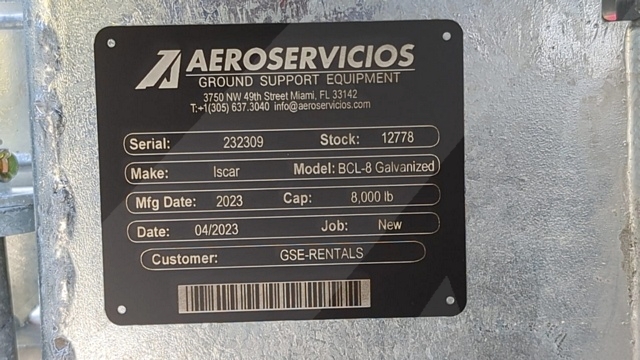 AEROSERVICIOS
GROUND SUPPORT EQUIPMENT
3750 NW 49th Street Miami, FL 33142
T:+1(305) 637.3040 info@aeroservicios.com
Serial: 232309 Stock: 12778
Make: Iscar Model: BCL-8 Galvanized
Mfg Date: 2023 Cap: 8,000 lb
Date: 04/2023 Job: New
Customer: GSE-RENTALS